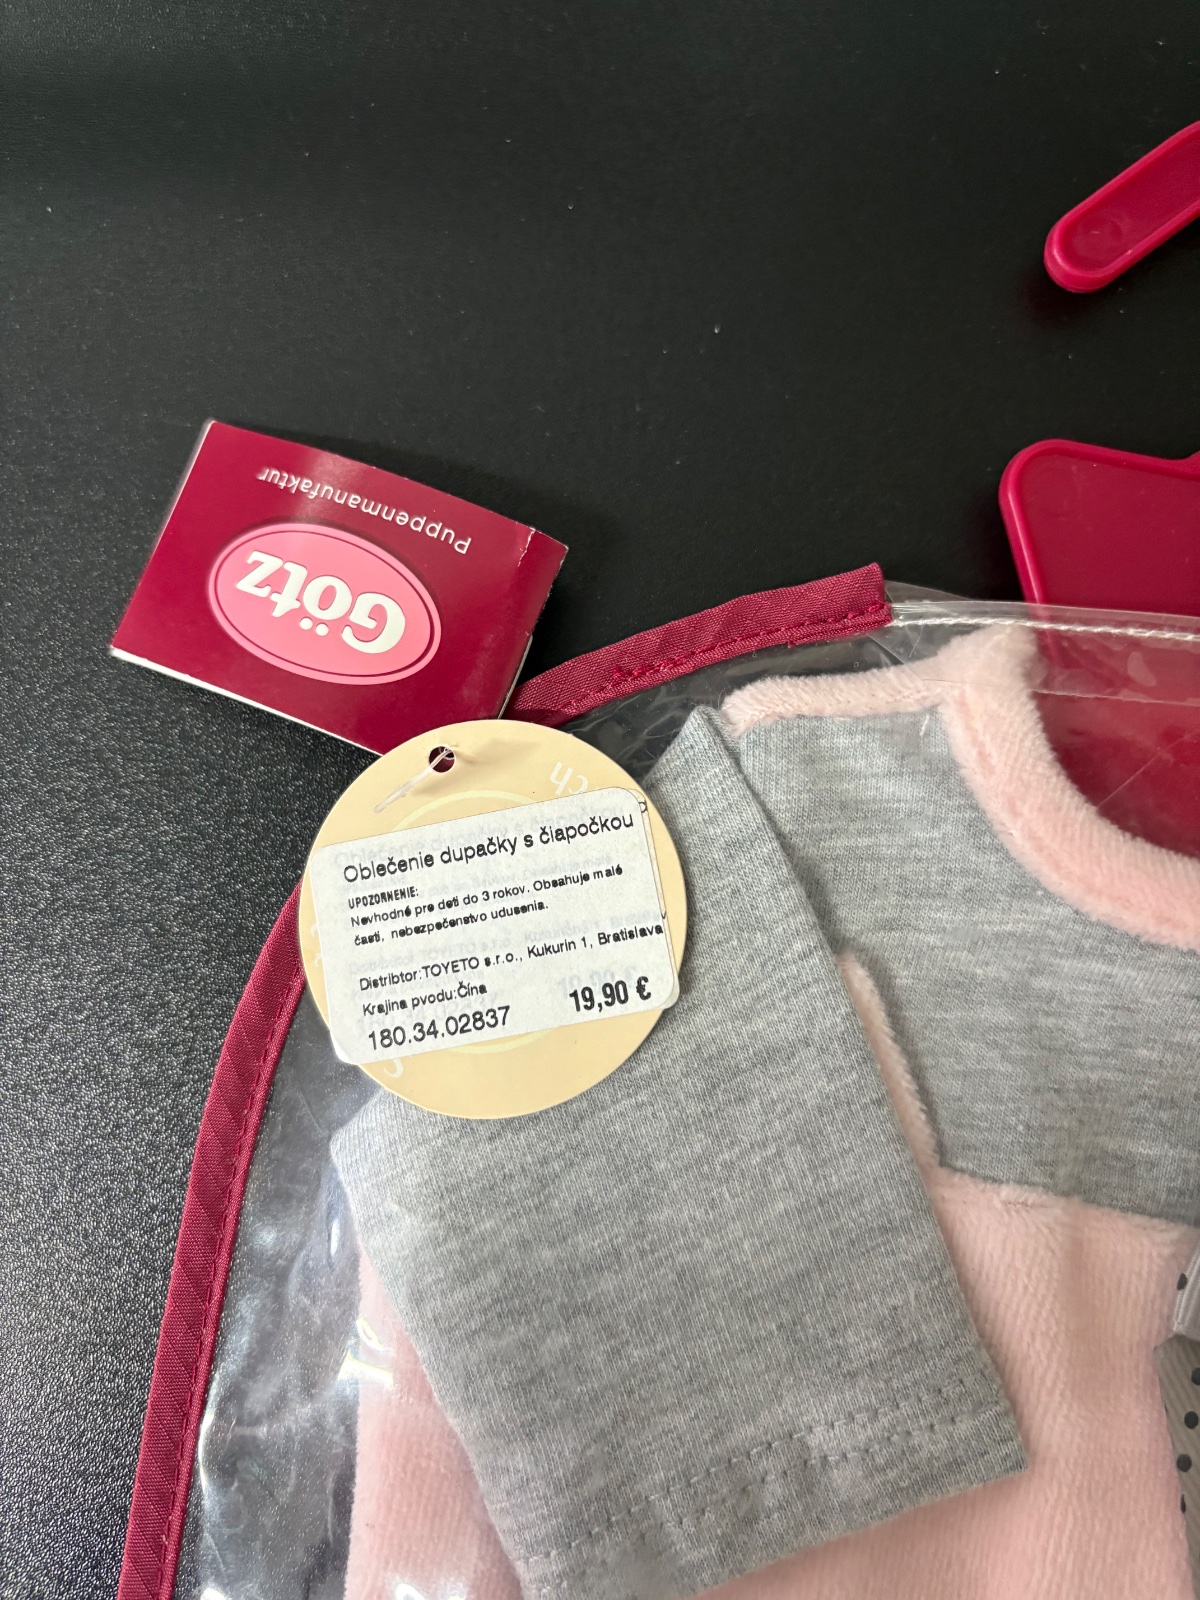 Puppenmanufaktur
Götz
Oblečenie dupačky s čiapočkou
UPOZORNENIE:
Nevhodné pre deti do 3 rokov. Obsahuje malé
časti, nebezpečenstvo udusenia.
Distribtor:TOYETO s.r.o., Kukurin 1, Bratislava
Krajina pvodu:Čína
19,90 €
180.34.02837